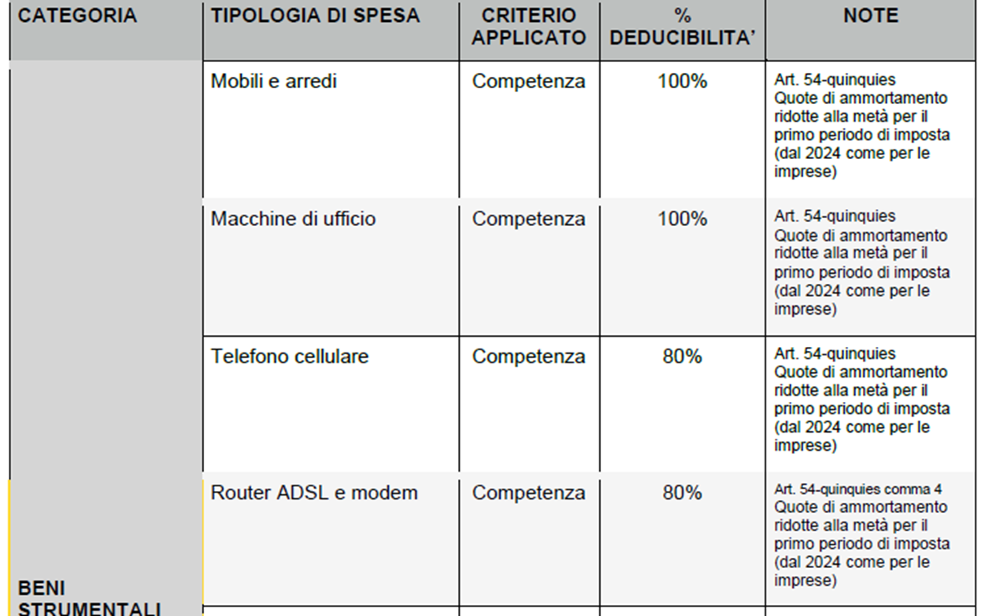 CATEGORIA
TIPOLOGIA DI SPESA
CRITERIO
APPLICATO
%
DEDUCIBILITA’
NOTE
Mobili e arredi
Competenza
100%
Art. 54-quinquies
Quote di ammortamento
ridotte alla metà per il
primo periodo di imposta
(dal 2024 come per le
imprese)
Macchine di ufficio
Competenza
100%
Art. 54-quinquies
Quote di ammortamento
ridotte alla metà per il
primo periodo di imposta
(dal 2024 come per le
imprese)
Telefono cellulare
Competenza
80%
Art. 54-quinquies
Quote di ammortamento
ridotte alla metà per il
primo periodo di imposta
(dal 2024 come per le
imprese)
Router ADSL e modem
Competenza
80%
Art. 54-quinquies comma 4
Quote di ammortamento
ridotte alla metà per il
primo periodo di imposta
(dal 2024 come per le
imprese)
BENI
STRUMENTALI